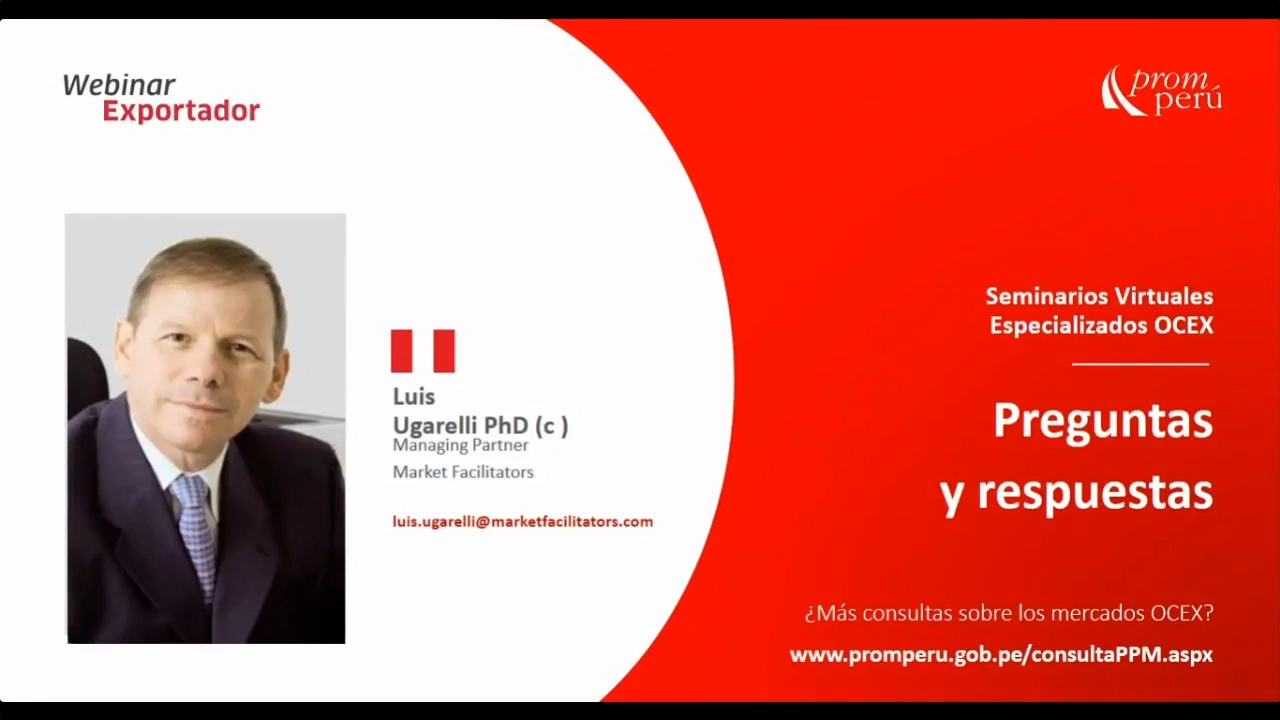 Webinar
Exportador
prom
perú
Luis
Ugarelli PhD (c )
Managing Partner
Market Facilitators
luis.ugarelli@marketfacilitators.com
Seminarios Virtuales
Especializados OCEX
Preguntas
y respuestas
¿Más consultas sobre los mercados OCEX?
www.promperu.gob.pe/consultaPPM.aspx